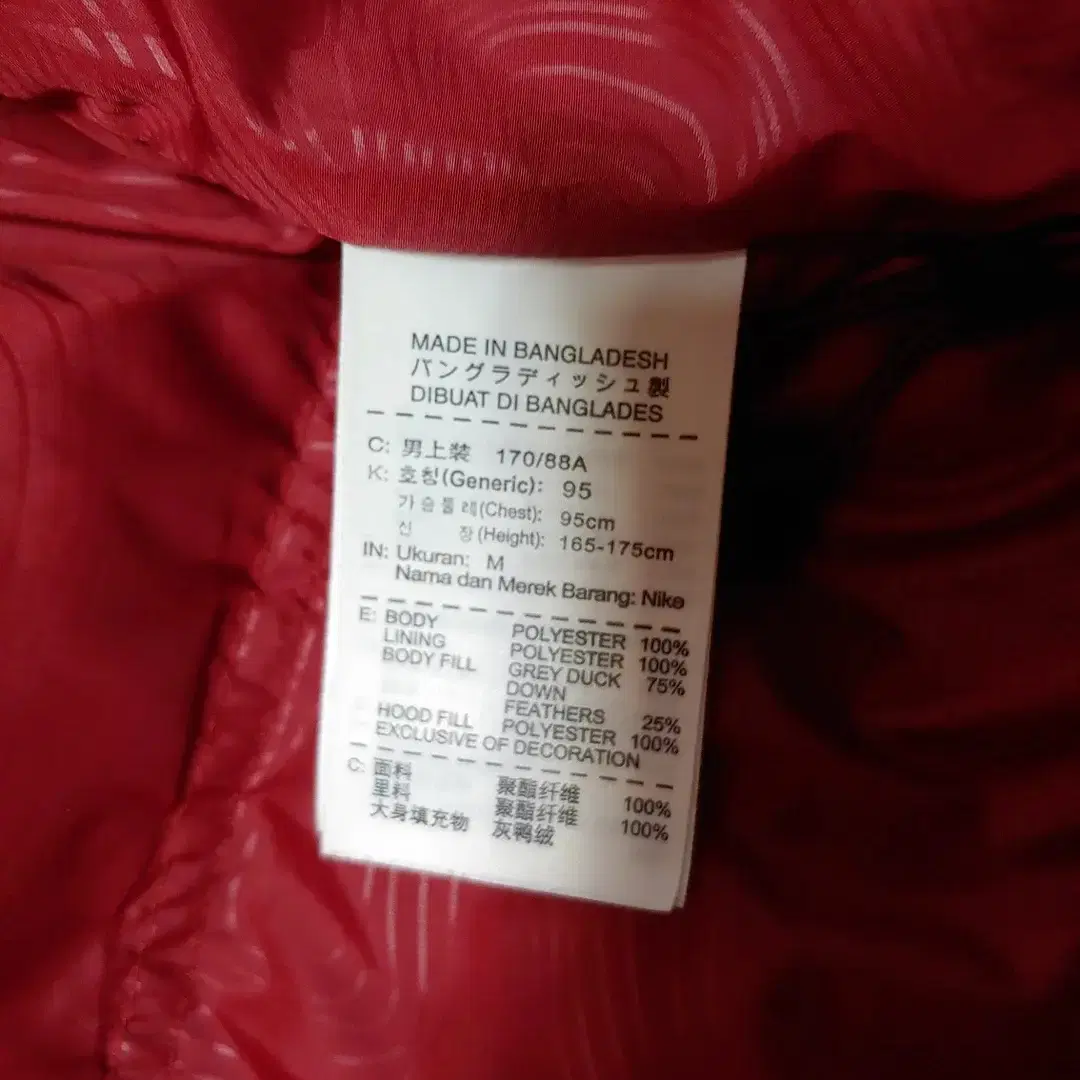 MADE IN BANGLADESH
バングラディッシュ製
DIBUAT DI BANGLADES
C: 男上装 170/88A
K: 호칭(Generic): 95
가슴둘레(Chest): 95cm
신 장(Height): 165-175cm
IN: Ukuran: M
Nama dan Merek Barang: Nike
E: BODY POLYESTER 100%
LINING POLYESTER 100%
BODY FILL GREY DUCK 75%
DOWN
FEATHERS 25%
HOOD FILL POLYESTER 100%
EXCLUSIVE OF DECORATION
C: 面料 聚酯纤维 100%
里料 聚酯纤维 100%
大身填充物 灰鸭绒